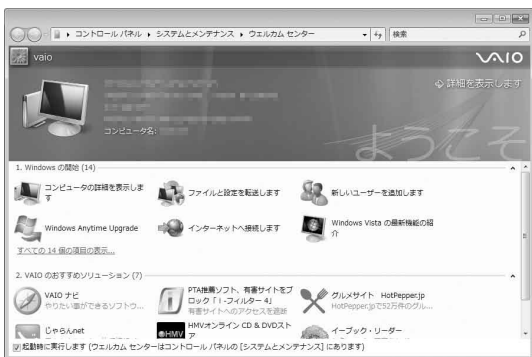 コントロール パネル ▸ システムとメンテナンス ▸ ウェルカム センター
検索
vaio
VAIO
詳細を表示します
コンピュータ名:
ようこそ
1. Windows の開始 (14)
コンピュータの詳細を表示します
ファイルと設定を転送します
新しいユーザーを追加します
Windows Anytime Upgrade
インターネットへ接続します
Windows Vista の最新機能の紹介
すべての 14 個の項目の表示...
2. VAIO のおすすめソリューション (7)
VAIO ナビ
やりたい事ができるソフトウ...
PTA推薦ソフト、有害サイトをブ
ロック「i -フィルター 4」
有害サイトへのアクセスを遮断
グルメサイト HotPepper.jp
HotPepper.jpで52万件のグル...
じゃらんnet
HMV
HMVオンライン CD & DVDスト
ア
イーブック・リーダー
起動時に実行します (ウェルカム センターはコントロール パネルの [システムとメンテナンス] にあります)